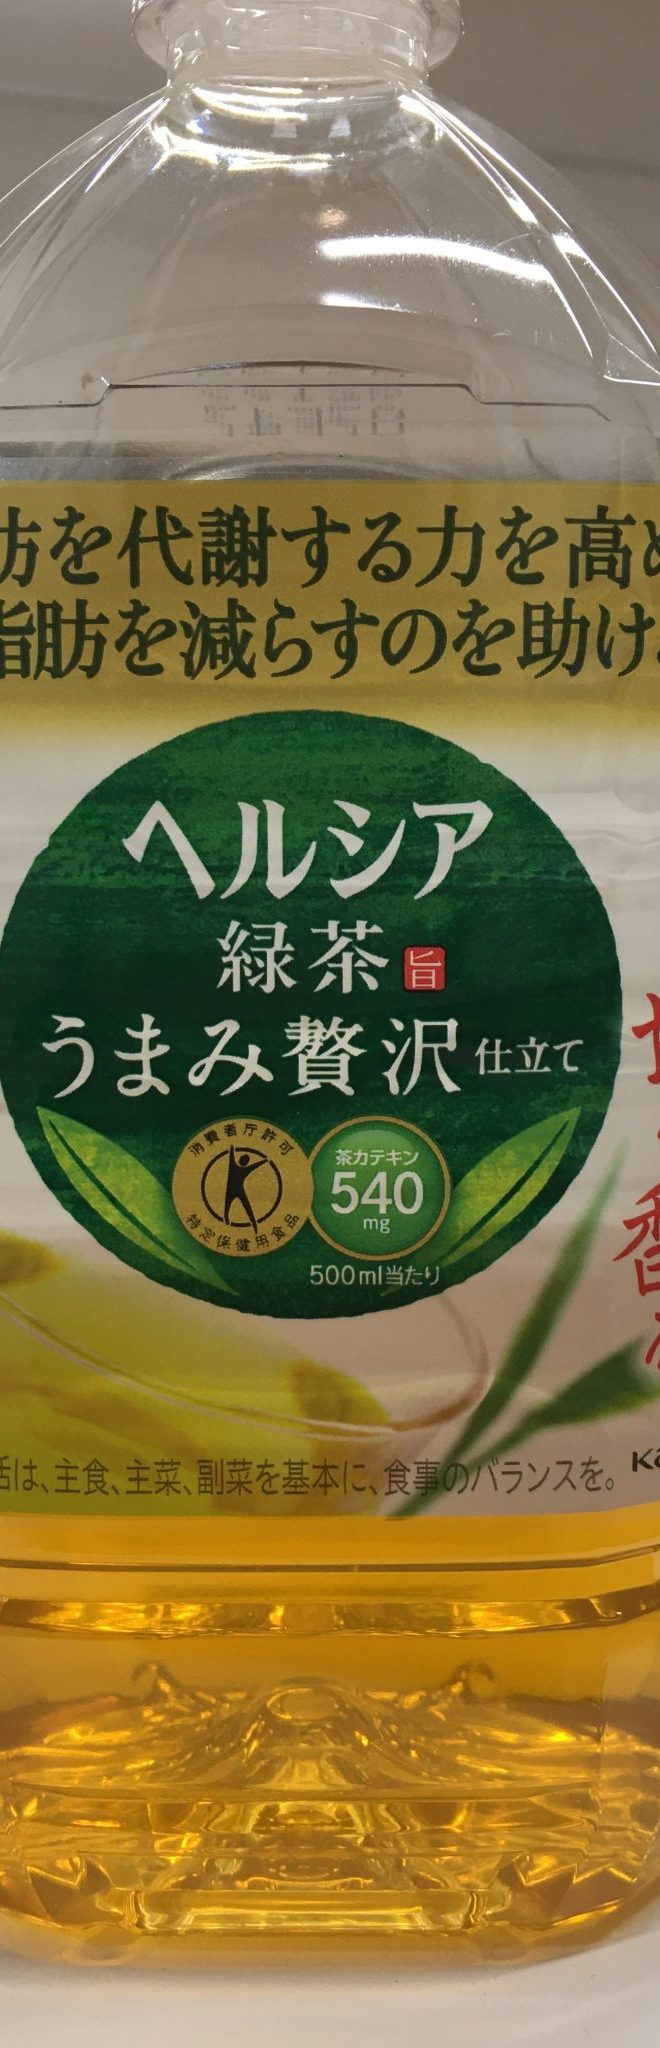 肪を代謝する力を高め
脂肪を減らすのを助ける
ヘルシア
緑茶 旨
うまみ贅沢 仕立て
消費者庁許可
特定保健用食品
茶カテキン
540
mg
500ml当たり
香
は、主食、主菜、副菜を基本に、食事のバランスを。